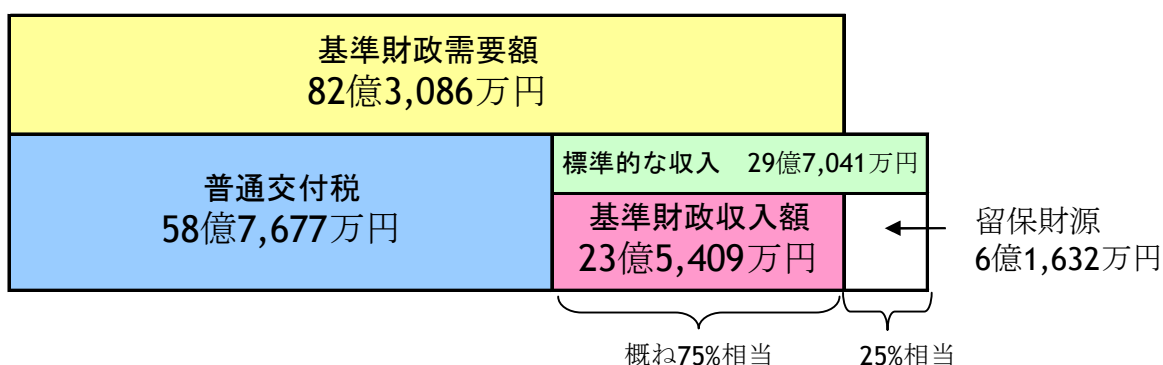 基準財政需要額
82億3,086万円
標準的な収入 29億7,041万円
普通交付税
58億7,677万円
基準財政収入額
23億5,409万円
留保財源
6億1,632万円
概ね75%相当
25%相当